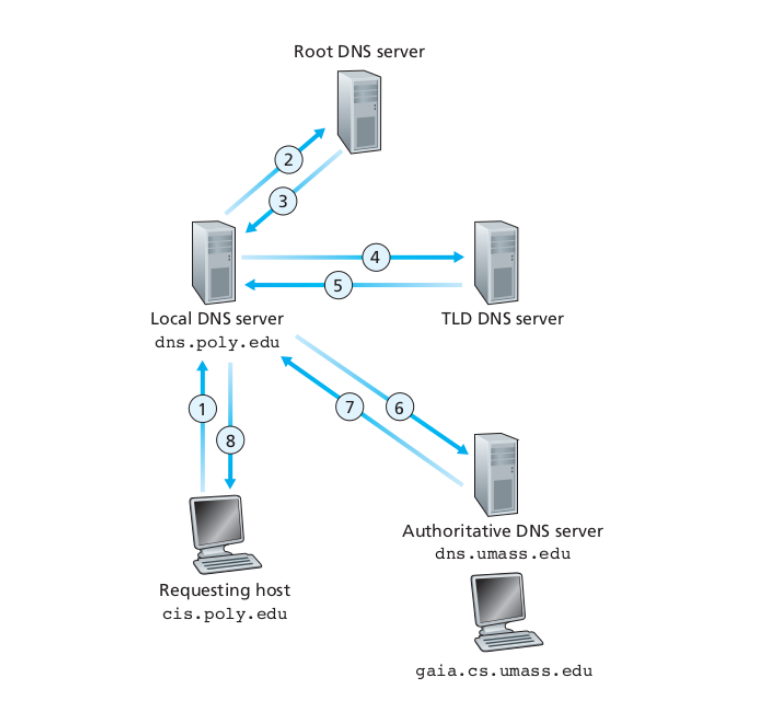 Root DNS server
2
3
4
5
Local DNS server
dns.poly.edu
TLD DNS server
1
8
7
6
Authoritative DNS server
dns.umass.edu
Requesting host
cis.poly.edu
gaia.cs.umass.edu